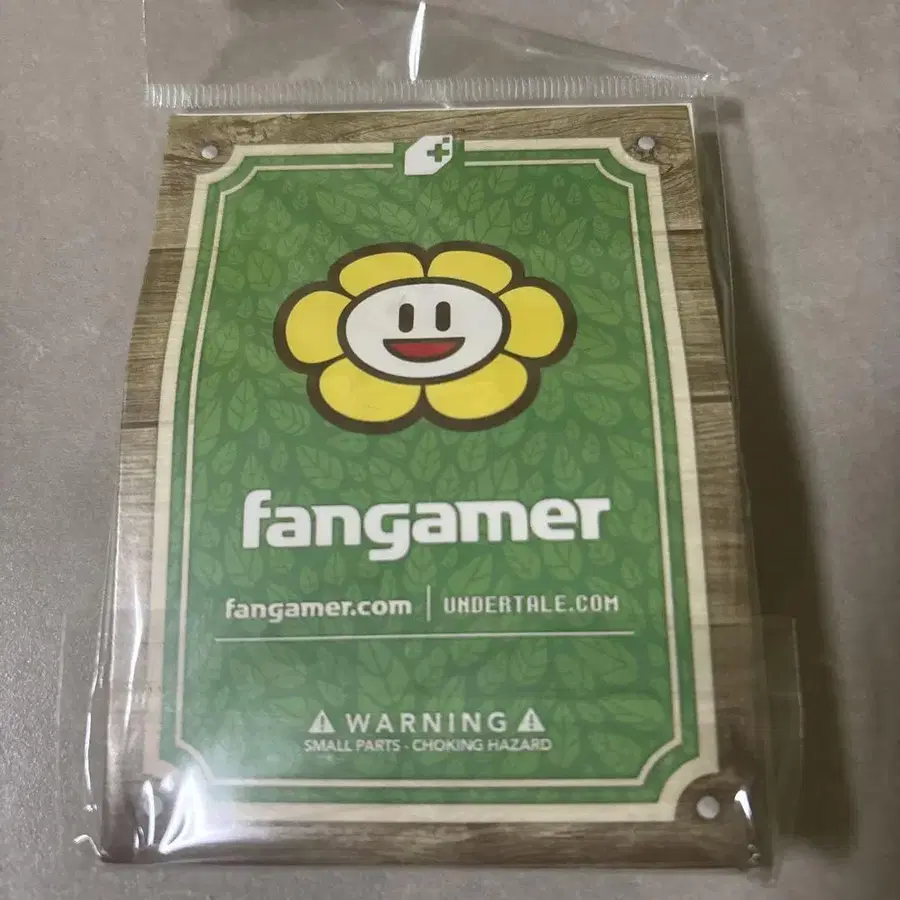 fangamer
fangamer.com | UNDERTALE.COM
WARNING
SMALL PARTS - CHOKING HAZARD